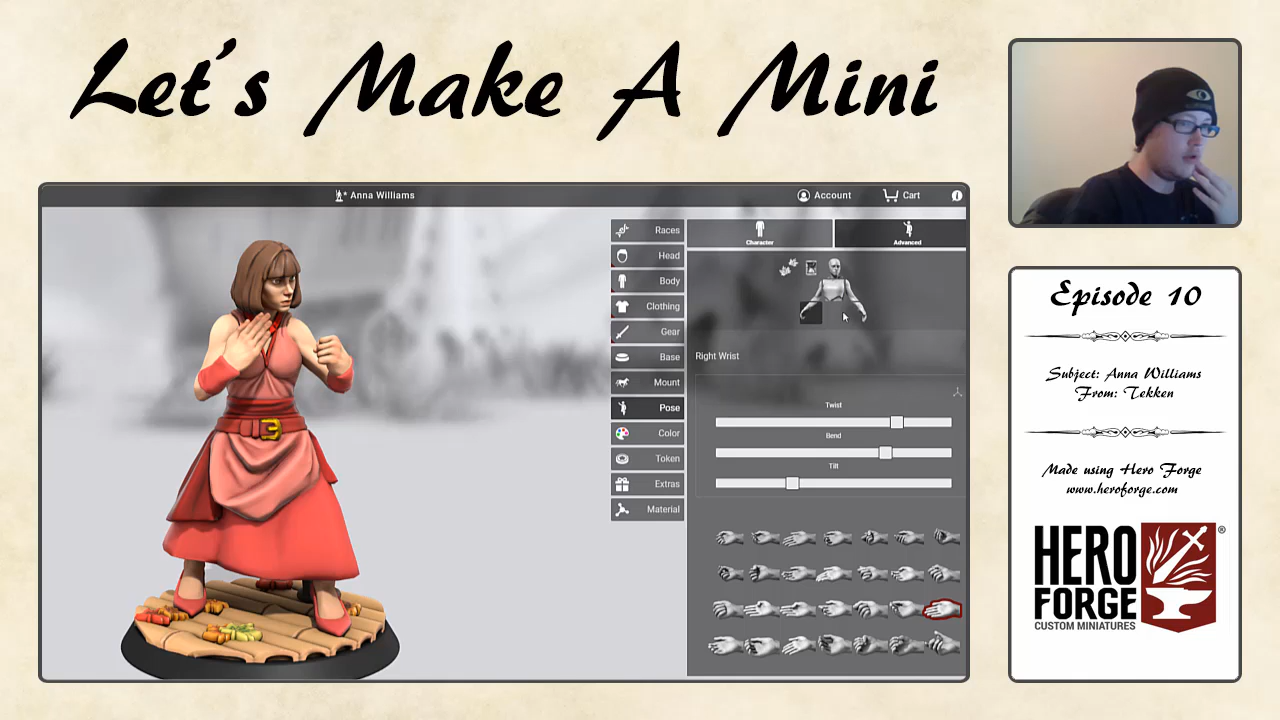 Let's Make A Mini
* Anna Williams
Account
Cart
i
Races
Head
Body
Clothing
Gear
Base
Mount
Pose
Color
Token
Extras
Material
Character
Advanced
Right Wrist
Twist
Bend
Tilt
Episode 10
Subject: Anna Williams
From: Tekken
Made using Hero Forge
www.heroforge.com
HERO
FORGE®
CUSTOM MINIATURES